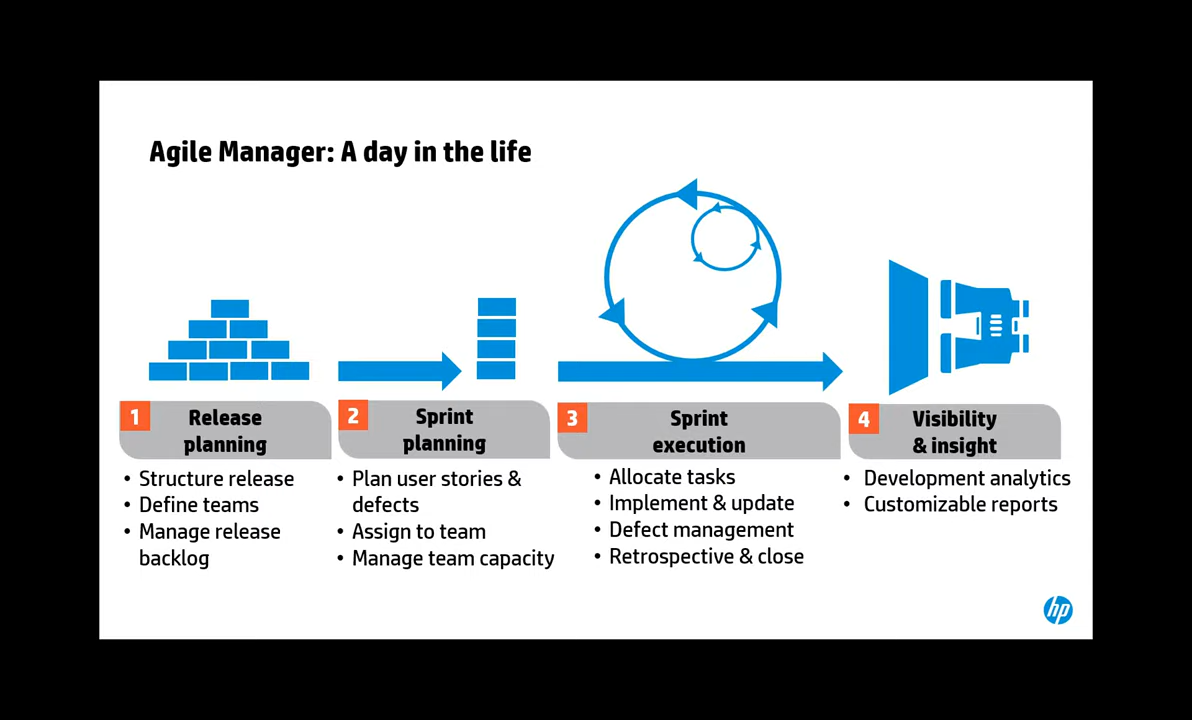 Agile Manager: A day in the life
1
Release
planning
• Structure release
• Define teams
• Manage release
backlog
2
Sprint
planning
• Plan user stories &
defects
• Assign to team
• Manage team capacity
3
Sprint
execution
• Allocate tasks
• Implement & update
• Defect management
• Retrospective & close
4
Visibility
& insight
• Development analytics
• Customizable reports
hp